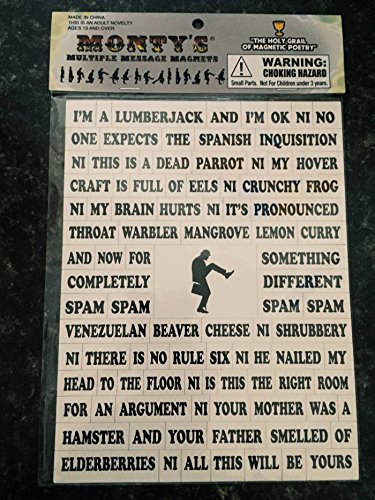 MADE IN CHINA
THIS IS AN ADULT NOVELTY
AGES 13 AND OVER
MONTY'S®
MULTIPLE MESSAGE MAGNETS
"THE HOLY GRAIL
OF MAGNETIC POETRY"
WARNING:
CHOKING HAZARD
Small Parts. Not For Children under 3 years.
I'M A LUMBERJACK AND I'M OK NI NO
ONE EXPECTS THE SPANISH INQUISITION
NI THIS IS A DEAD PARROT NI MY HOVER
CRAFT IS FULL OF EELS NI CRUNCHY FROG
NI MY BRAIN HURTS NI IT'S PRONOUNCED
THROAT WARBLER MANGROVE LEMON CURRY
AND NOW FOR SOMETHING
COMPLETELY DIFFERENT
SPAM SPAM SPAM SPAM
VENEZUELAN BEAVER CHEESE NI SHRUBBERY
NI THERE IS NO RULE SIX NI HE NAILED MY
HEAD TO THE FLOOR NI IS THIS THE RIGHT ROOM
FOR AN ARGUMENT NI YOUR MOTHER WAS A
HAMSTER AND YOUR FATHER SMELLED OF
ELDERBERRIES NI ALL THIS WILL BE YOURS